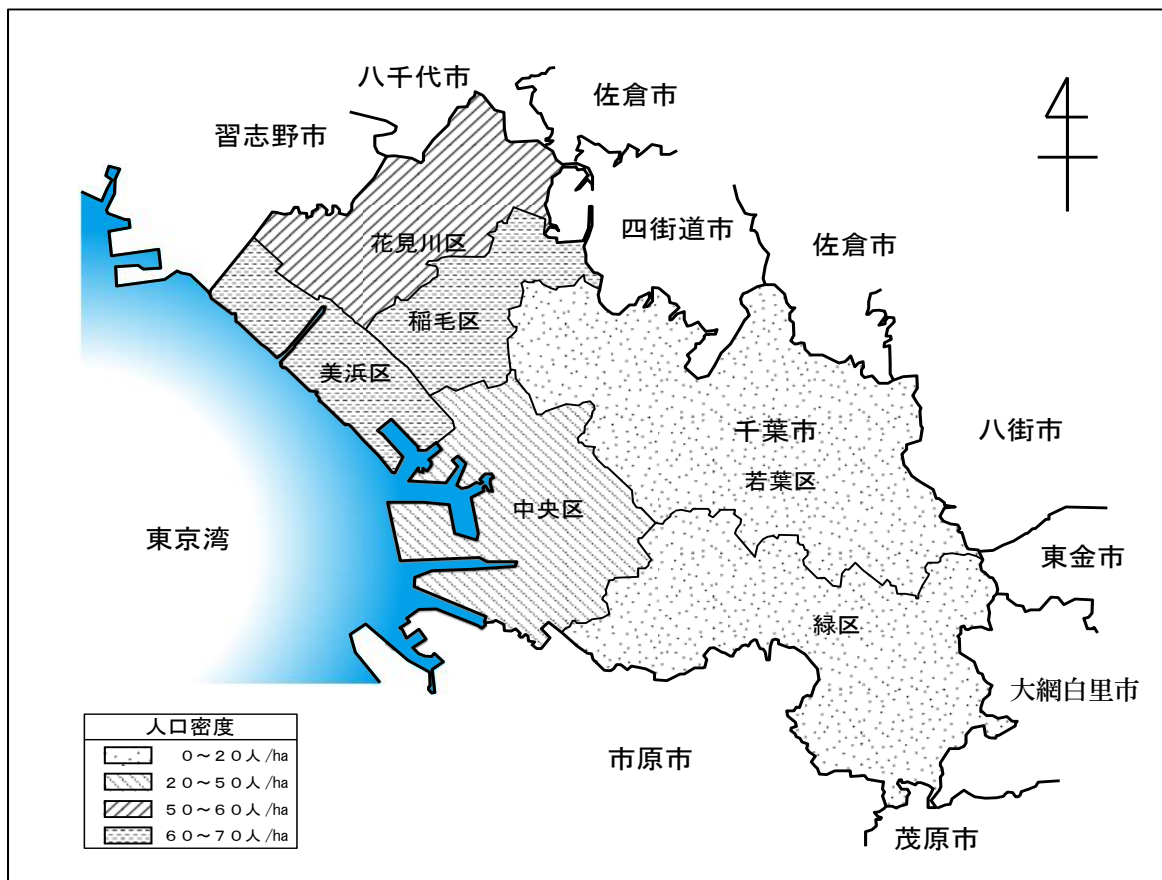 八千代市
佐倉市
習志野市
四街道市
佐倉市
花見川区
稲毛区
美浜区
千葉市
八街市
若葉区
中央区
東京湾
東金市
緑区
大網白里市
市原市
茂原市
人口密度
0~20人/ha
20~50人/ha
50~60人/ha
60~70人/ha